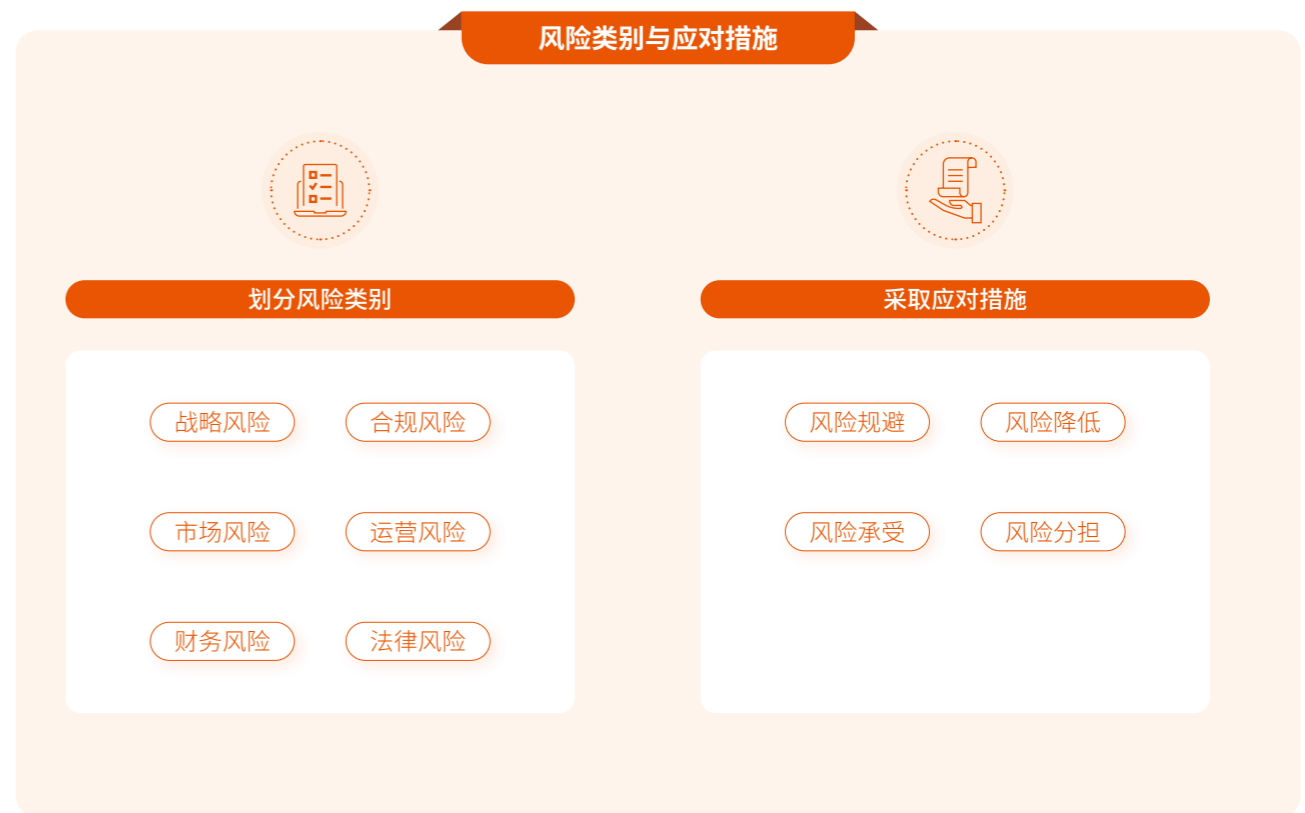 风险类别与应对措施
划分风险类别
战略风险 合规风险
市场风险 运营风险
财务风险 法律风险
采取应对措施
风险规避 风险降低
风险承受 风险分担